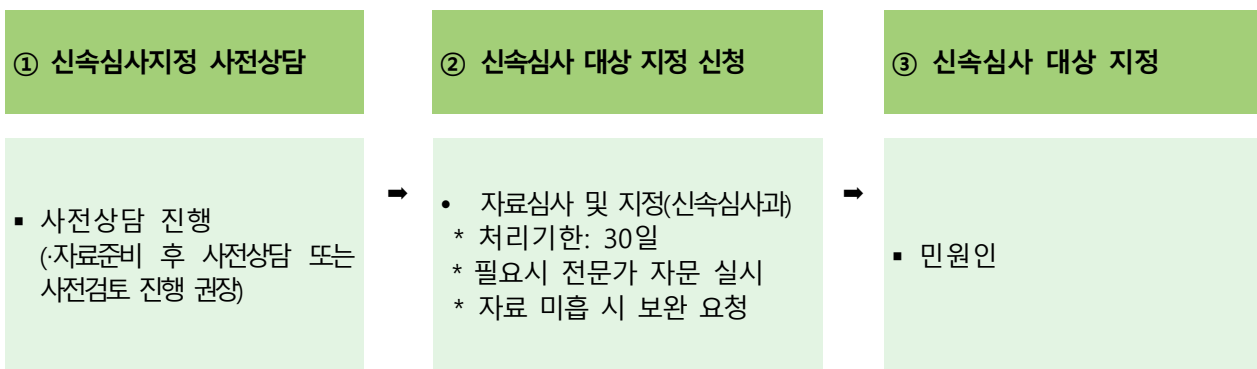 ① 신속심사지정 사전상담
② 신속심사 대상 지정 신청
③ 신속심사 대상 지정
▪ 사전상담 진행
(·자료준비 후 사전상담 또는
사전검토 진행 권장)
➡
• 자료심사 및 지정(신속심사과)
* 처리기한: 30일
* 필요시 전문가 자문 실시
* 자료 미흡 시 보완 요청
➡
▪ 민원인